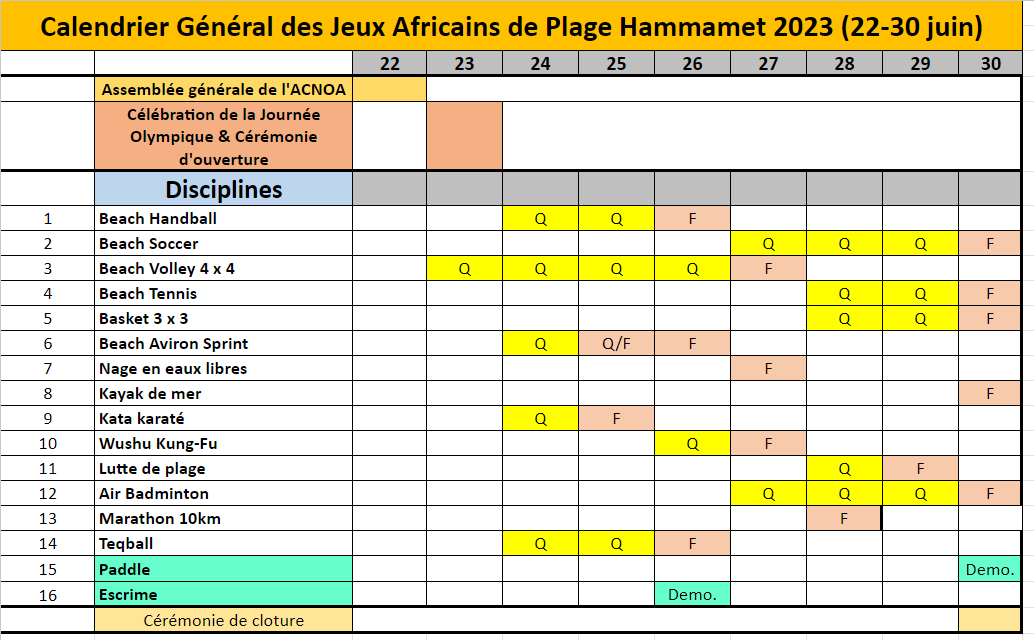 Calendrier Général des Jeux Africains de Plage Hammamet 2023 (22-30 juin)
22 23 24 25 26 27 28 29 30
Assemblée générale de l'ACNOA
Célébration de la Journée
Olympique & Cérémonie
d'ouverture
Disciplines
1 Beach Handball Q Q F
2 Beach Soccer Q Q Q F
3 Beach Volley 4 x 4 Q Q Q Q F
4 Beach Tennis Q Q F
5 Basket 3 x 3 Q Q F
6 Beach Aviron Sprint Q Q/F F
7 Nage en eaux libres F
8 Kayak de mer F
9 Kata karaté Q F
10 Wushu Kung-Fu Q F
11 Lutte de plage Q F
12 Air Badminton Q Q Q F
13 Marathon 10km F
14 Teqball Q Q F
15 Paddle Demo.
16 Escrime Demo.
Cérémonie de cloture